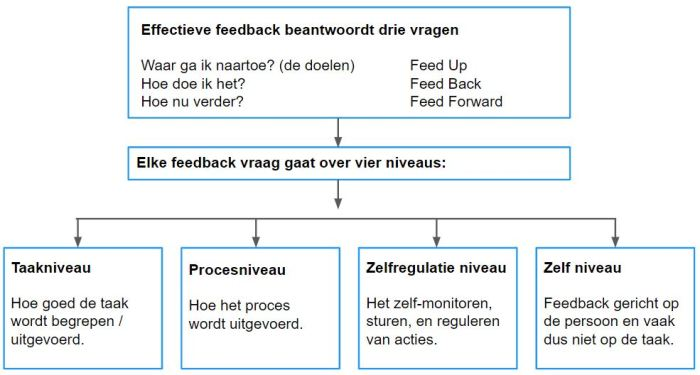 Effectieve feedback beantwoordt drie vragen
Waar ga ik naartoe? (de doelen) Feed Up
Hoe doe ik het? Feed Back
Hoe nu verder? Feed Forward
Elke feedback vraag gaat over vier niveaus:
Taakniveau
Hoe goed de taak
wordt begrepen /
uitgevoerd.
Procesniveau
Hoe het proces
wordt uitgevoerd.
Zelfregulatie niveau
Het zelf-monitoren,
sturen, en reguleren
van acties.
Zelf niveau
Feedback gericht op
de persoon en vaak
dus niet op de taak.